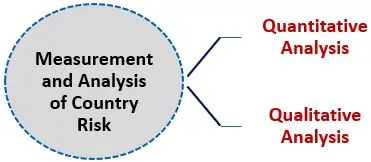 Measurement
and Analysis
of Country
Risk
Quantitative
Analysis
Qualitative
Analysis